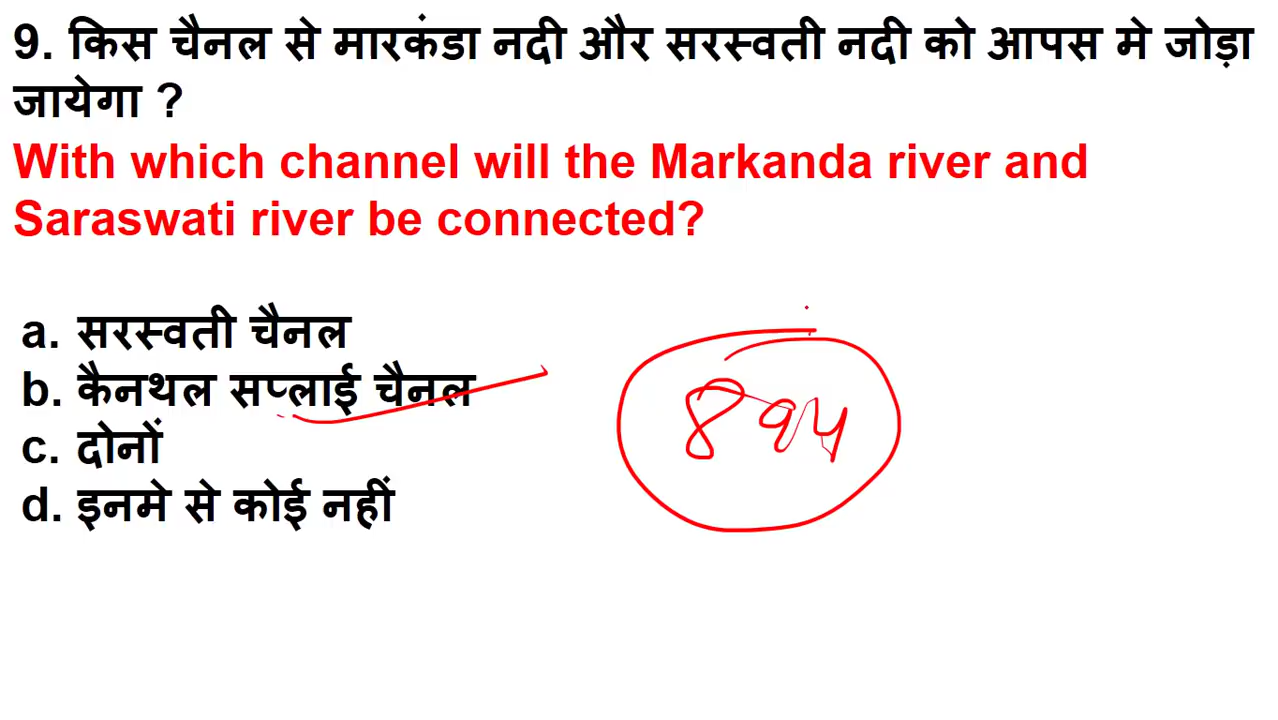 9. किस चैनल से मारकंडा नदी और सरस्वती नदी को आपस मे जोड़ा
जायेगा ?
With which channel will the Markanda river and
Saraswati river be connected?
a. सरस्वती चैनल
b. कैनथल सप्लाई चैनल
c. दोनों
d. इनमे से कोई नहीं